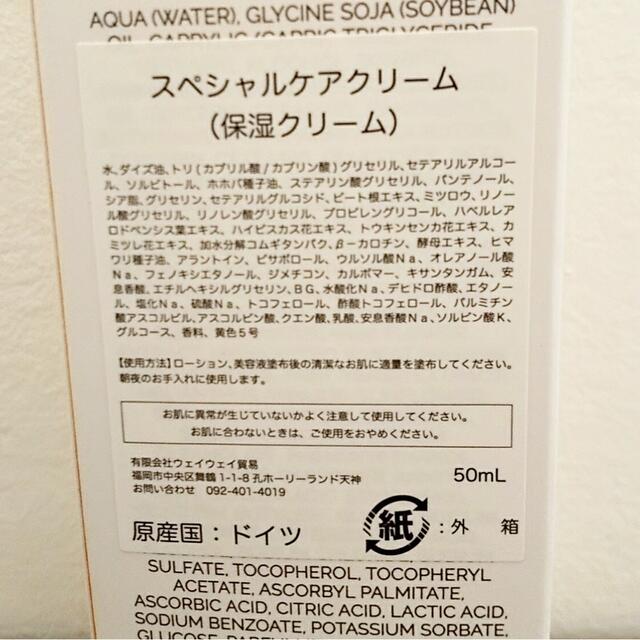 AQUA (WATER), GLYCINE SOJA (SOYBEAN)
OIL, CAPRYLIC/CAPRIC TRIGLYCERIDE,
スペシャルケアクリーム
（保湿クリーム）
水、ダイズ油、トリ(カプリル酸/カプリン酸)グリセリル、セテアリルアルコー
ル、ソルビトール、ホホバ種子油、ステアリン酸グリセリル、パンテノール、
シア脂、グリセリン、セテアリルグルコシド、ビート根エキス、ミツロウ、リノー
ル酸グリセリル、リノレン酸グリセリル、プロピレングリコール、ハベルレア
ロドペンシス葉エキス、ハイビスカス花エキス、トウキンセンカ花エキス、カ
ミツレ花エキス、加水分解コムギタンパク、β－カロチン、酵母エキス、ヒマ
ワリ種子油、アラントイン、ビサボロール、ウルソル酸Na、オレアノール酸
Na、フェノキシエタノール、ジメチコン、カルボマー、キサンタンガム、安
息香酸、エチルヘキシルグリセリン、BG、水酸化Na、デヒドロ酢酸、エタノー
ル、塩化Na、硫酸Na、トコフェロール、酢酸トコフェロール、パルミチン
酸アスコルビル、アスコルビン酸、クエン酸、乳酸、安息香酸Na、ソルビン酸K、
グルコース、香料、黄色5号
【使用方法】ローション、美容液塗布後の清潔なお肌に適量を塗布してください。
朝夜のお手入れに使用します。
お肌に異常が生じていないかよく注意して使用してください。
お肌に合わないときは、ご使用をおやめください。
有限会社ウェイウェイ貿易
福岡市中央区舞鶴1-1-8孔ホーリーランド天神
お問い合わせ 092-401-4019
50mL
原産国：ドイツ
紙：外 箱
SULFATE, TOCOPHEROL, TOCOPHERYL
ACETATE, ASCORBYL PALMITATE,
ASCORBIC ACID, CITRIC ACID, LACTIC ACID,
SODIUM BENZOATE, POTASSIUM SORBATE,
GLUCOSE,